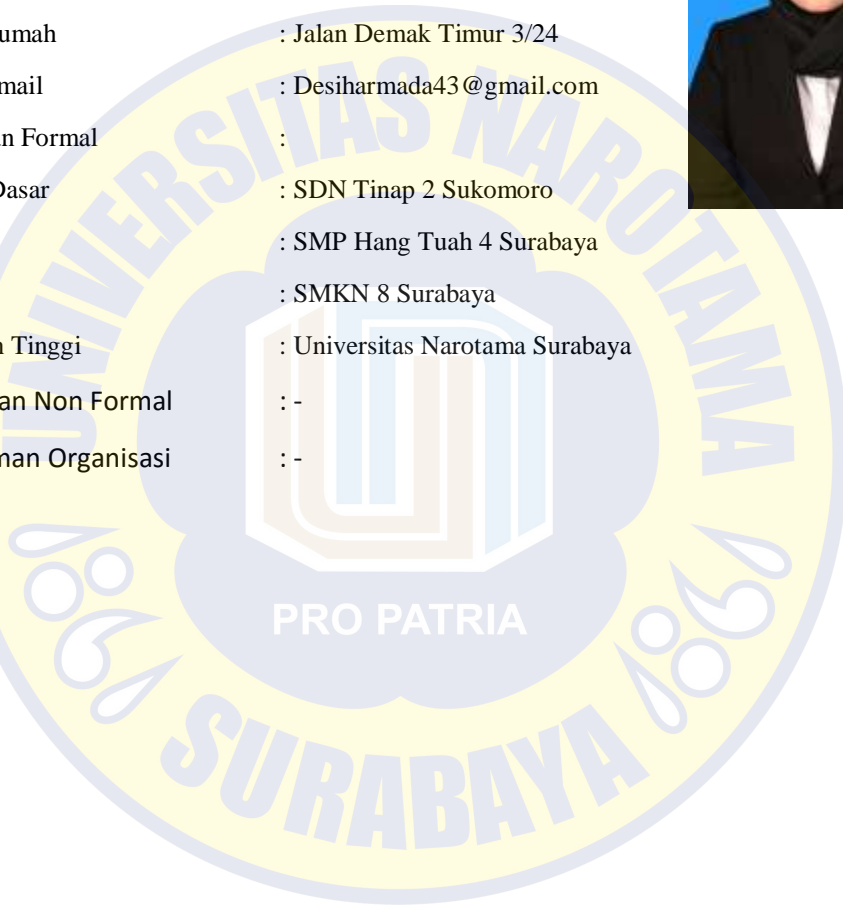 umah : Jalan Demak Timur 3/24
mail : Desiharmada43@gmail.com
an Formal :
Dasar : SDN Tinap 2 Sukomoro
: SMP Hang Tuah 4 Surabaya
: SMKN 8 Surabaya
n Tinggi : Universitas Narotama Surabaya
an Non Formal : -
man Organisasi : -
UNIVERSITAS NAROTAMA
PRO PATRIA
1981 1981
SURABAYA